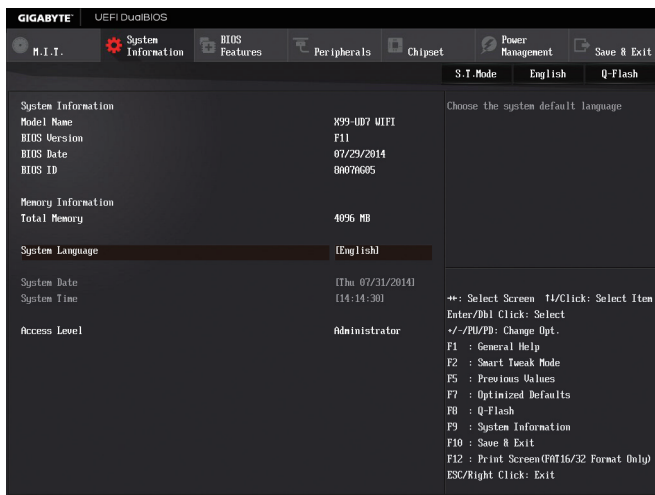 GIGABYTE™ UEFI DualBIOS
M.I.T. System Information BIOS Features Peripherals Chipset Power Management Save & Exit
S.T.Mode English Q-Flash
System Information
Choose the system default language
Model Name X99-UD7 WIFI
BIOS Version F11
BIOS Date 07/29/2014
BIOS ID 8A07AG05
Memory Information
Total Memory 4096 MB
System Language [English]
System Date [Thu 07/31/2014]
System Time [14:14:30]
Access Level Administrator
→←: Select Screen ↑↓/Click: Select Item
Enter/Dbl Click: Select
+/-/PU/PD: Change Opt.
F1 : General Help
F2 : Smart Tweak Mode
F5 : Previous Values
F7 : Optimized Defaults
F8 : Q-Flash
F9 : System Information
F10 : Save & Exit
F12 : Print Screen(FAT16/32 Format Only)
ESC/Right Click: Exit